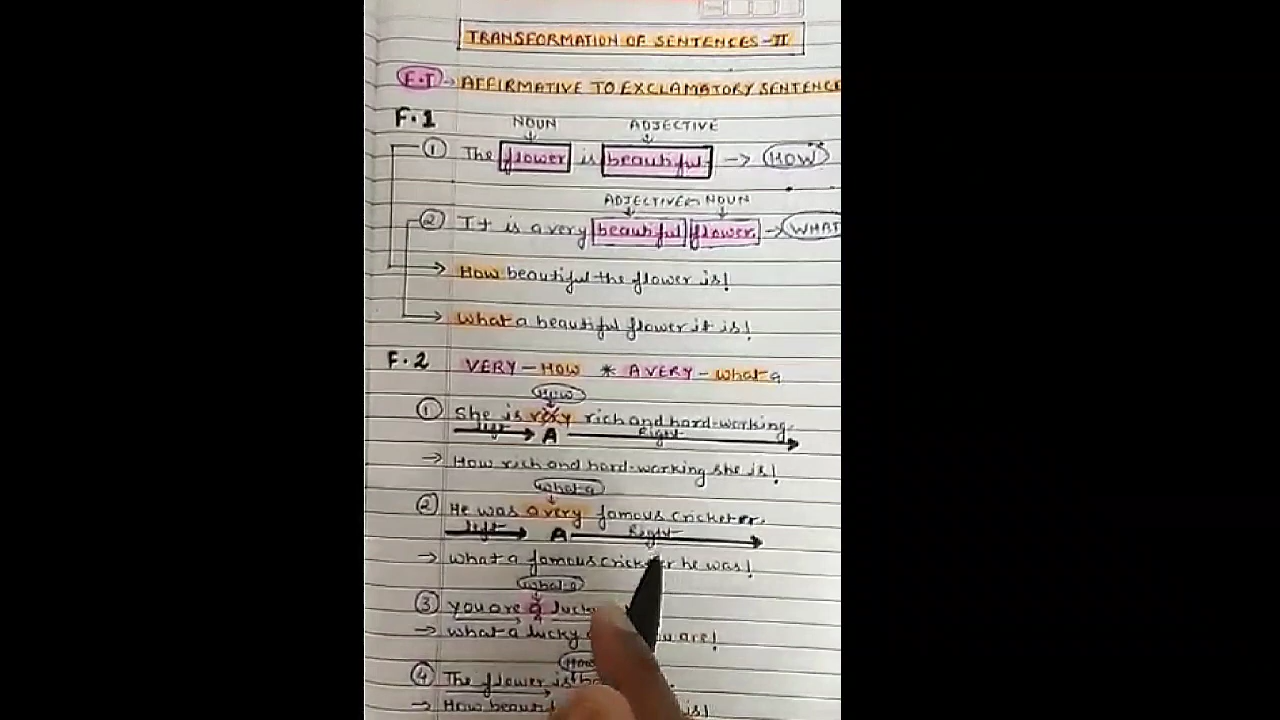 TRANSFORMATION OF SENTENCES-II
F.T → AFFIRMATIVE TO EXCLAMATORY SENTENCE
F.1
NOUN ADJECTIVE
① The flower is beautiful. → HOW
ADJECTIVE NOUN
② It is a very beautiful flower. → WHAT
How beautiful the flower is!
What a beautiful flower it is!
F.2 VERY - HOW * A VERY - what a
How
① She is very rich and hard-working.
left A Right
→ How rich and hard-working she is!
what a
② He was a very famous cricketer.
left A Right
→ what a famous cricketer he was!
what a
③ you are a
→ what a lucky are!
How
④ The flower is
→ How is!